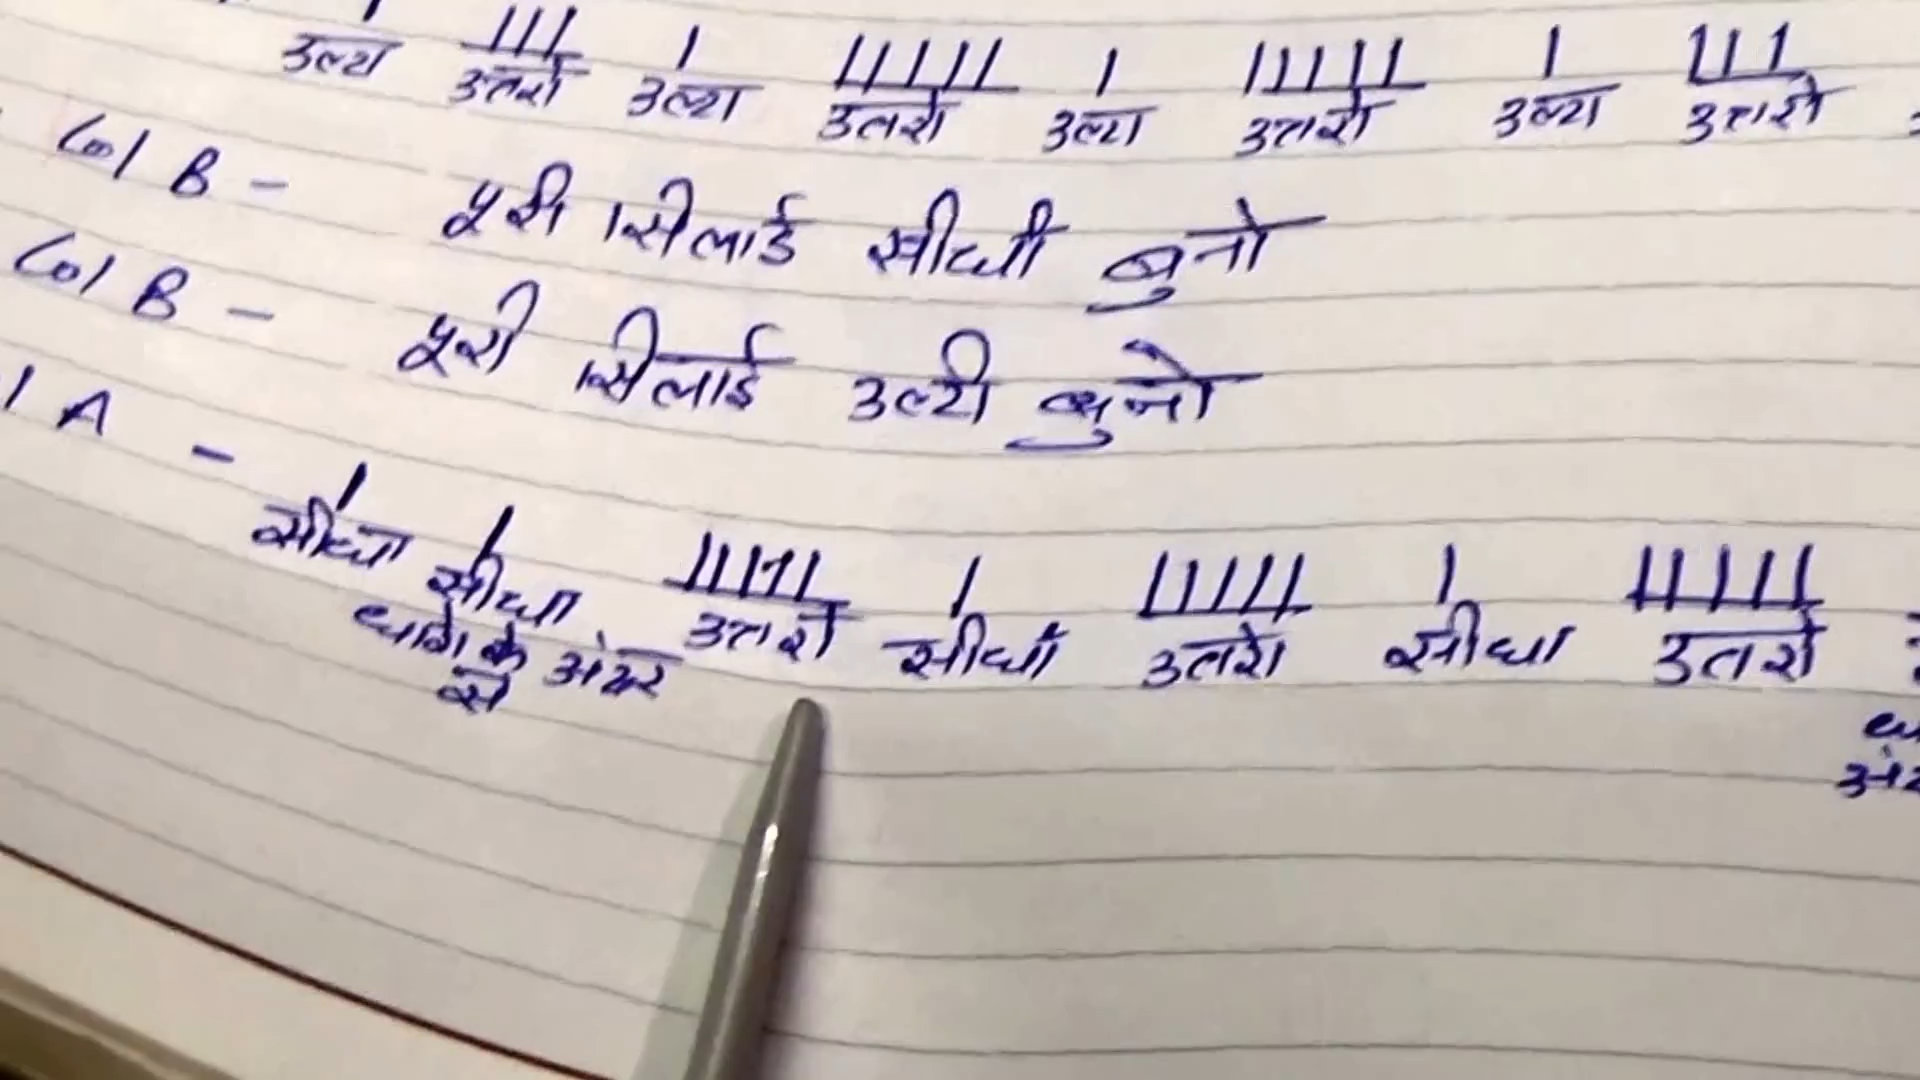 उल्टा उतारो उल्टा उतारो उल्टा उतारो उल्टा उतारो
Col B - पूरी सिलाई सीधी बुनो
Col B - पूरी सिलाई उल्टी बुनो
A - सीधा सीधा उतारो सीधा उतारो सीधा उतारो
धागे के अंदर
से